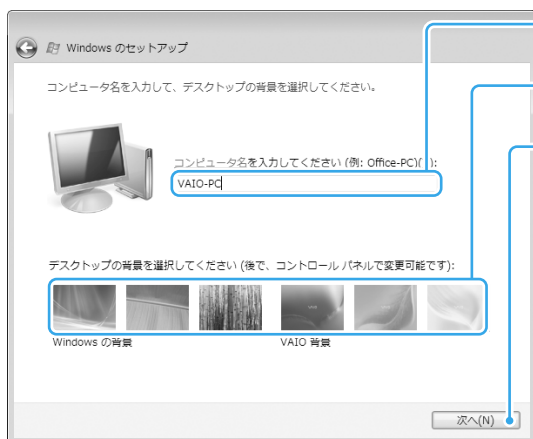 Windows のセットアップ
コンピュータ名を入力して、デスクトップの背景を選択してください。
コンピュータ名を入力してください (例: Office-PC)( ):
VAIO-PC
デスクトップの背景を選択してください (後で、コントロール パネルで変更可能です):
Windows の背景
VAIO 背景
次へ(N)